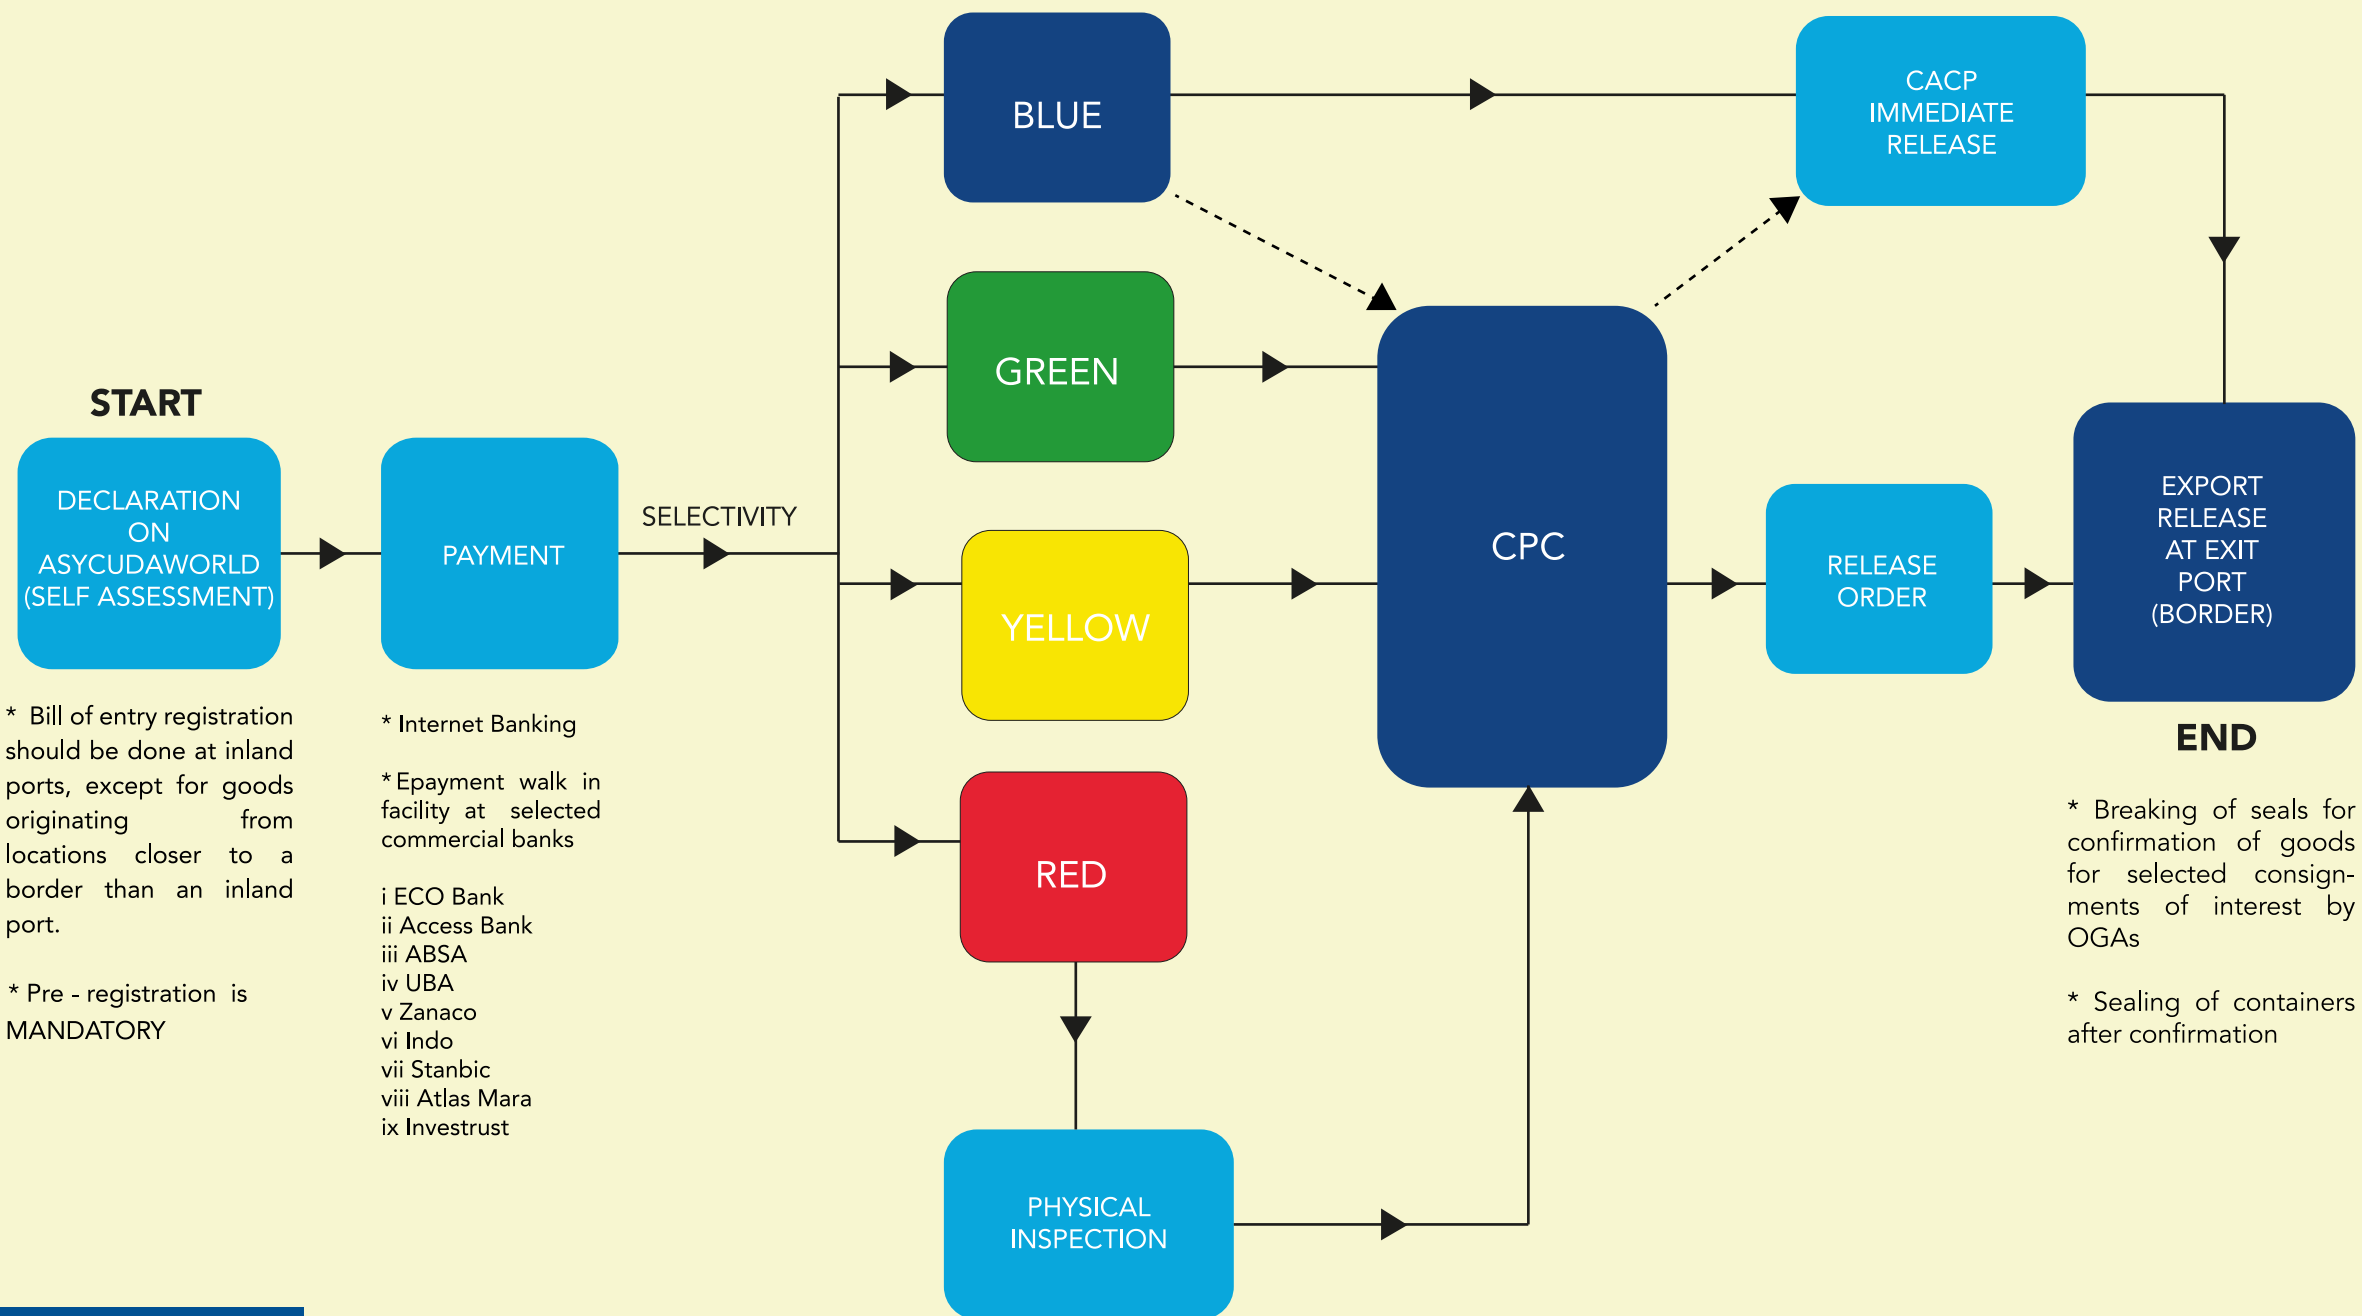 START
DECLARATION
ON
ASYCUDAWORLD
(SELF ASSESSMENT)
* Bill of entry registration
should be done at inland
ports, except for goods
originating from
locations closer to a
border than an inland
port.
* Pre - registration is
MANDATORY
PAYMENT
* Internet Banking
* Epayment walk in
facility at selected
commercial banks
i ECO Bank
ii Access Bank
iii ABSA
iv UBA
v Zanaco
vi Indo
vii Stanbic
viii Atlas Mara
ix Investrust
SELECTIVITY
BLUE
GREEN
YELLOW
RED
PHYSICAL
INSPECTION
CPC
CACP
IMMEDIATE
RELEASE
RELEASE
ORDER
EXPORT
RELEASE
AT EXIT
PORT
(BORDER)
END
* Breaking of seals for
confirmation of goods
for selected consign-
ments of interest by
OGAs
* Sealing of containers
after confirmation